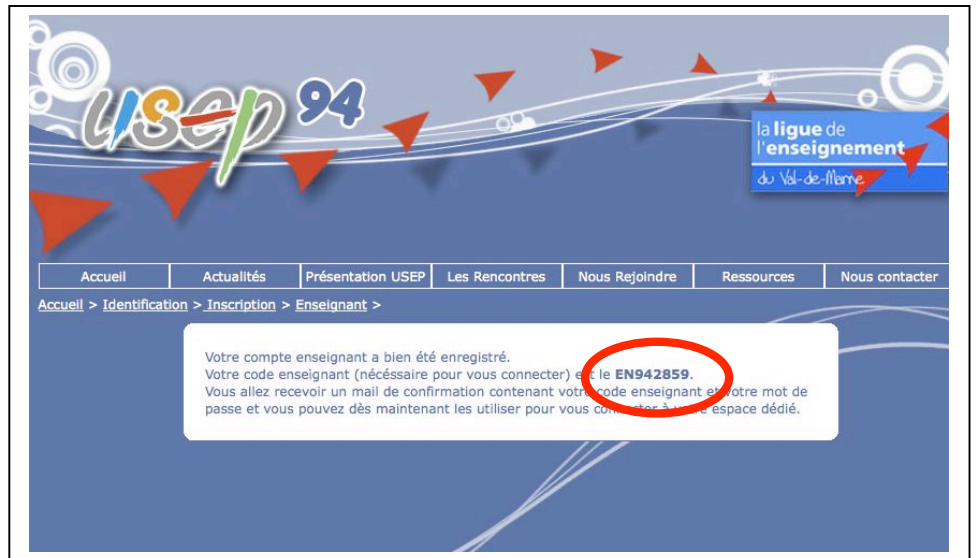 usep 94
la ligue de
l'enseignement
du Val-de-Marne
Accueil Actualités Présentation USEP Les Rencontres Nous Rejoindre Ressources Nous contacter
Accueil > Identification > Inscription > Enseignant >
Votre compte enseignant a bien été enregistré.
Votre code enseignant (nécéssaire pour vous connecter) est le EN942859.
Vous allez recevoir un mail de confirmation contenant votre code enseignant et votre mot de
passe et vous pouvez dès maintenant les utiliser pour vous connecter à votre espace dédié.